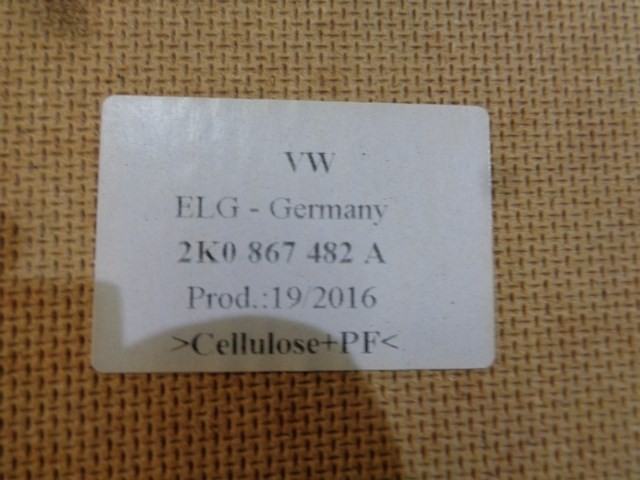 VW
ELG - Germany
2K0 867 482 A
Prod.:19/2016
>Cellulose+PF<